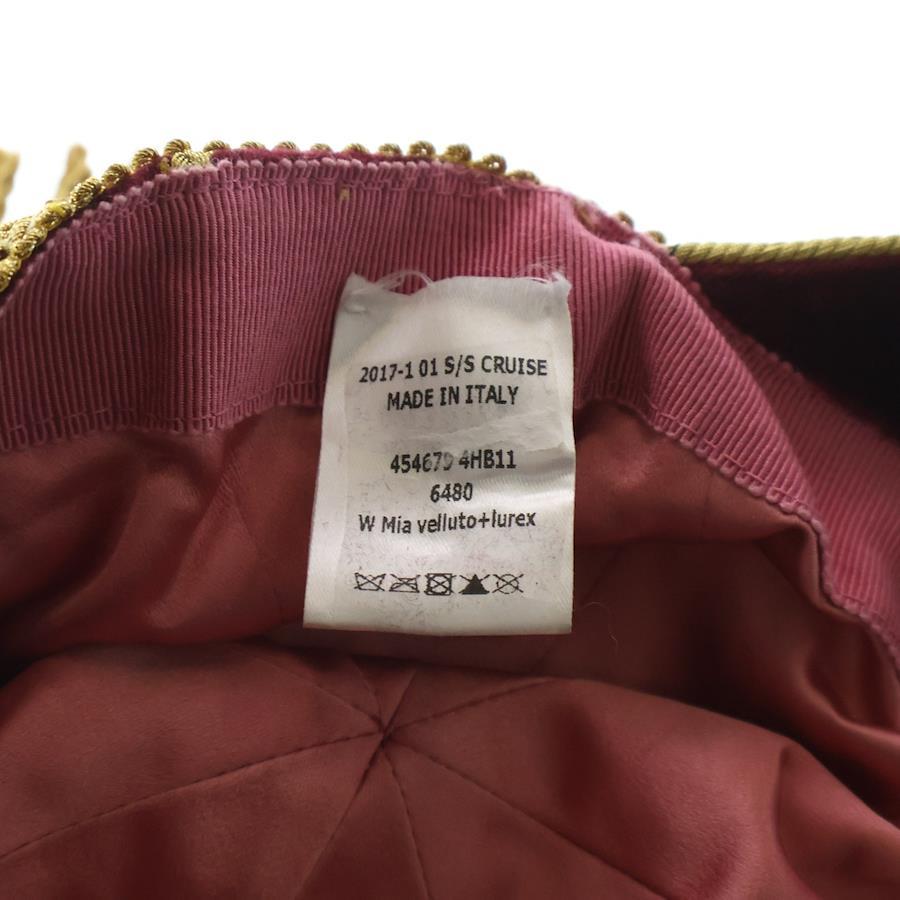 2017-1 01 S/S CRUISE
MADE IN ITALY
454679 4HB11
6480
W Mia velluto+lurex